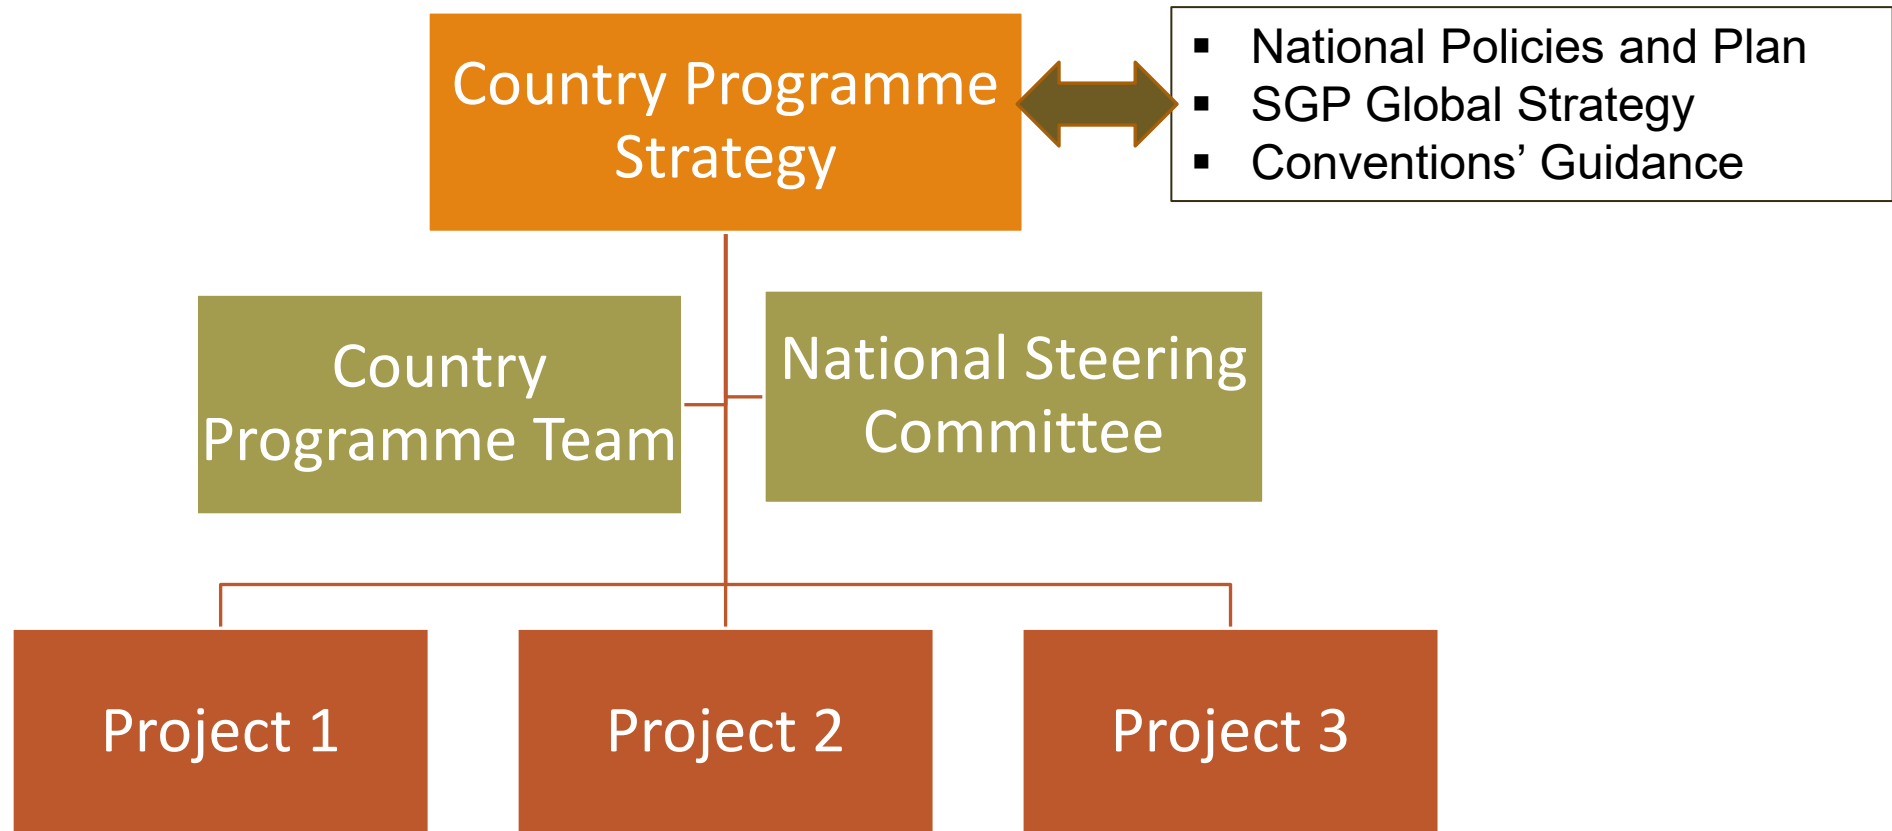 Country Programme
Strategy
▪ National Policies and Plan
▪ SGP Global Strategy
▪ Conventions’ Guidance
Country
Programme Team
National Steering
Committee
Project 1
Project 2
Project 3